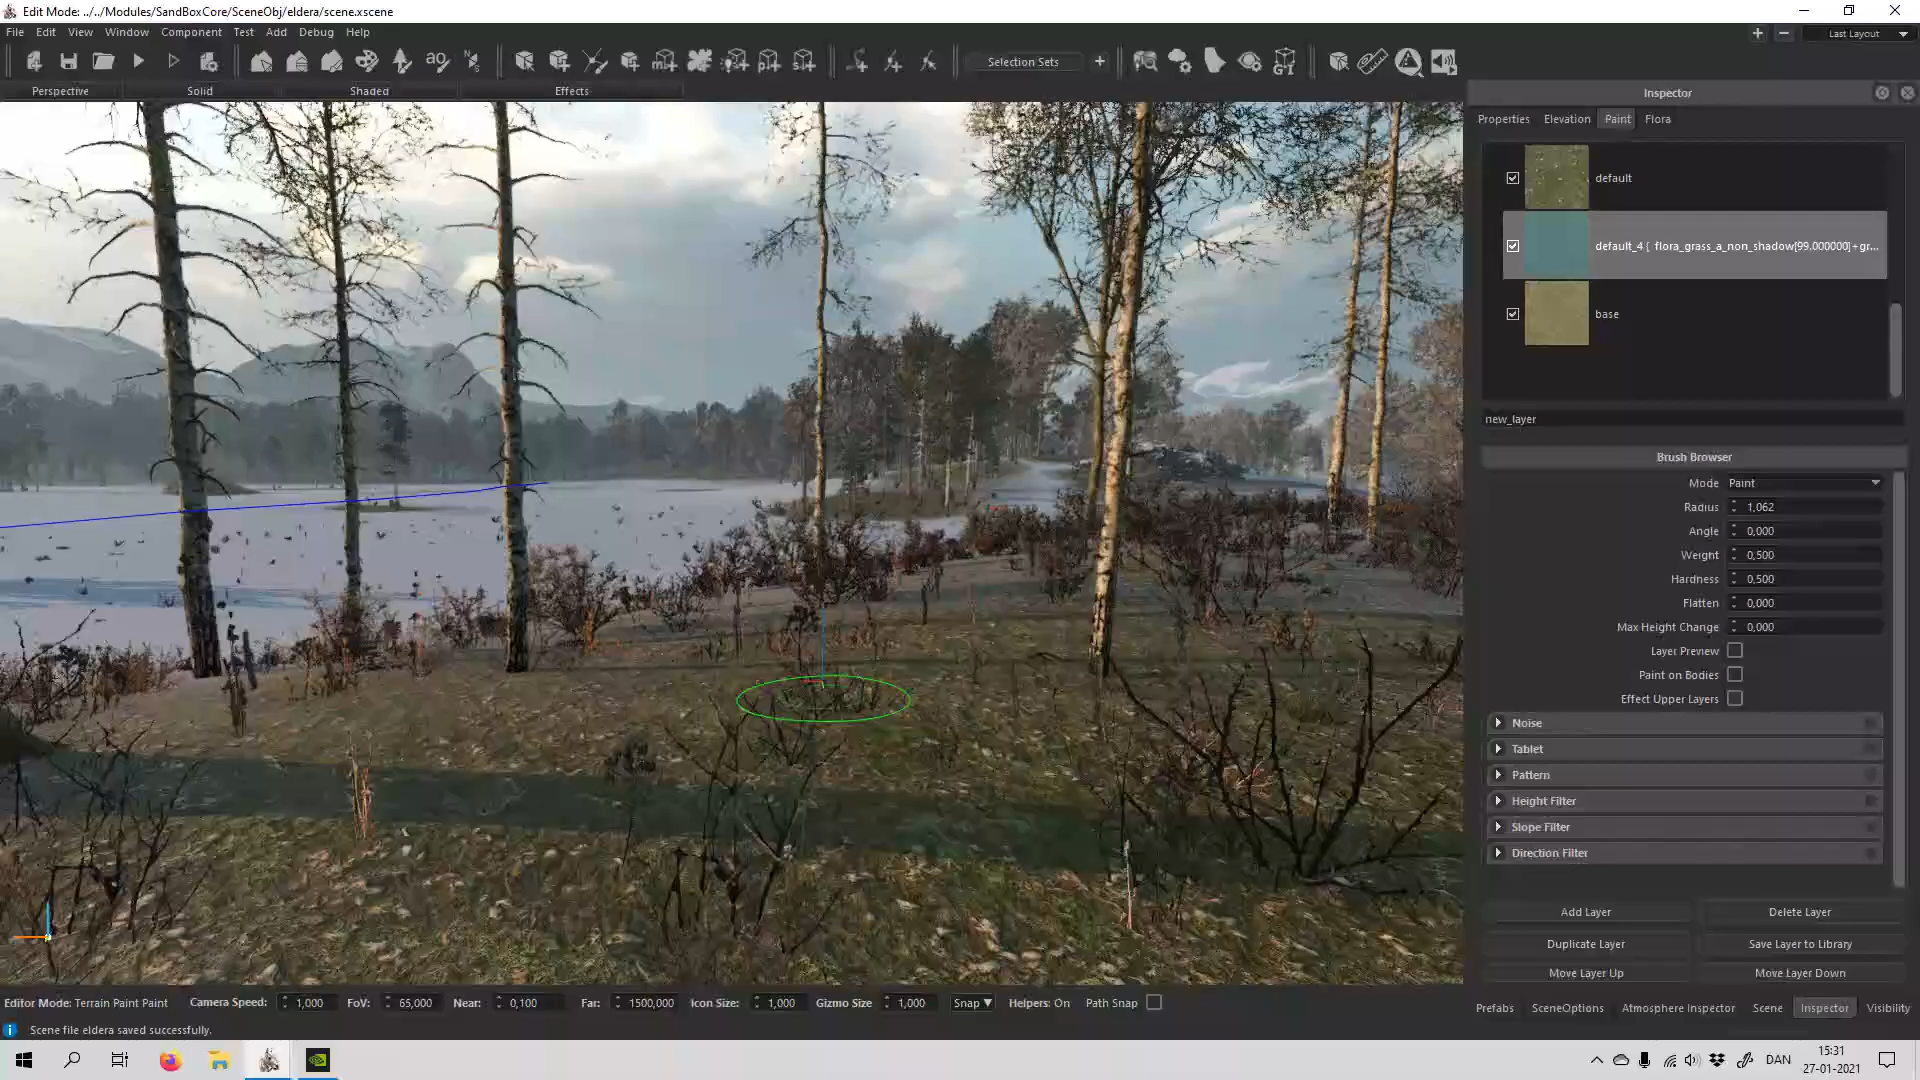 Edit Mode: ../../Modules/SandBoxCore/SceneObj/eldera/scene.xscene
File Edit View Window Component Test Add Debug Help
Last Layout
Selection Sets
Perspective Solid Shaded Effects
Inspector
Properties Elevation Paint Flora
default
default_4 { flora_grass_a_non_shadow[99.000000]+gr...
base
new_layer
Brush Browser
Mode Paint
Radius 1,062
Angle 0,000
Weight 0,500
Hardness 0,500
Flatten 0,000
Max Height Change 0,000
Layer Preview
Paint on Bodies
Effect Upper Layers
Noise
Tablet
Pattern
Height Filter
Slope Filter
Direction Filter
Add Layer Delete Layer
Duplicate Layer Save Layer to Library
Move Layer Up Move Layer Down
Editor Mode: Terrain Paint Paint Camera Speed: 1,000 FoV: 65,000 Near: 0,100 Far: 1500,000 Icon Size: 1,000 Gizmo Size 1,000 Snap Helpers: On Path Snap
Prefabs SceneOptions Atmosphere Inspector Scene Inspector Visibility
Scene file eldera saved successfully.
DAN
15:31
27-01-2021